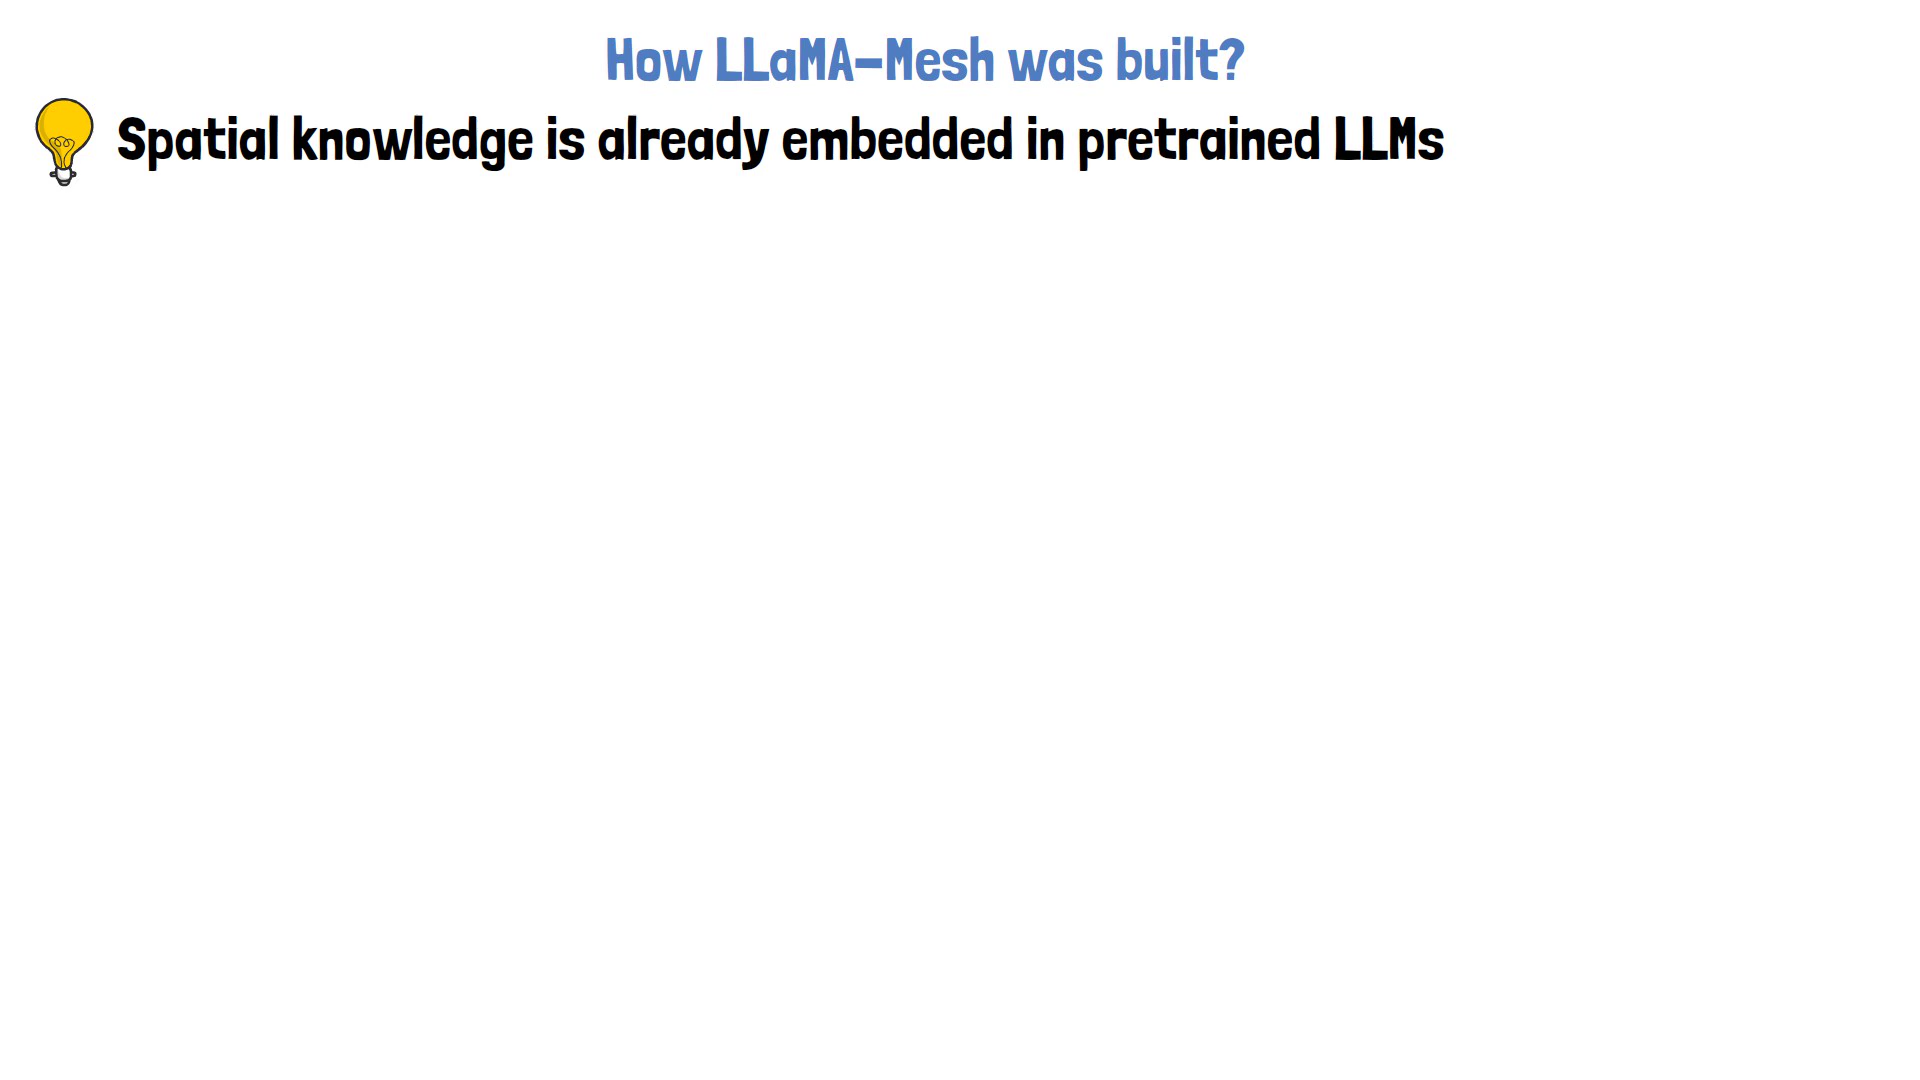 How LLaMA-Mesh was built?
Spatial knowledge is already embedded in pretrained LLMs